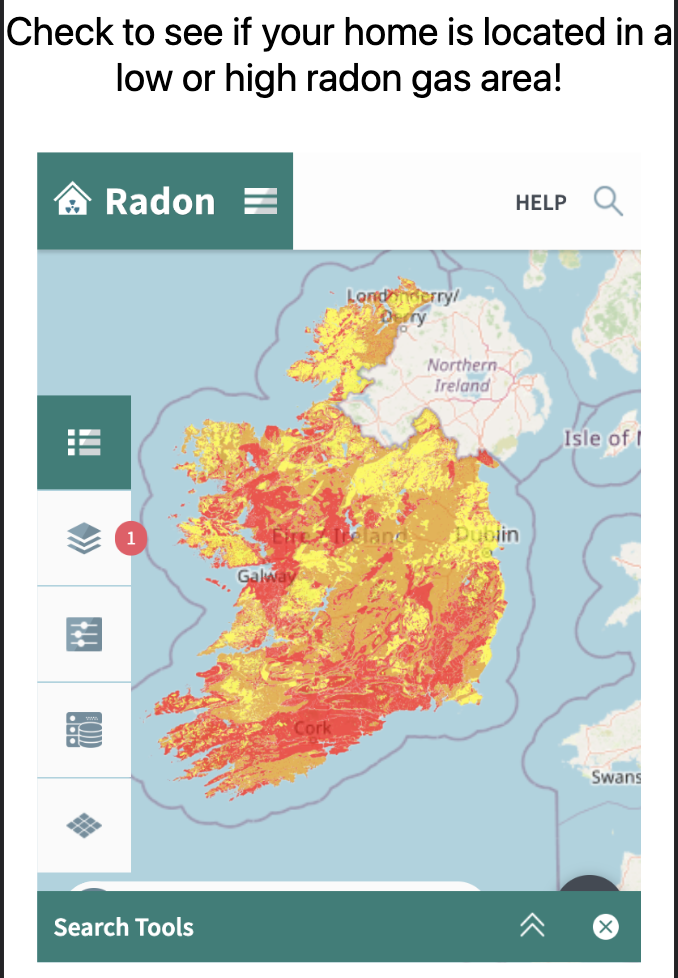 Check to see if your home is located in a
low or high radon gas area!
Radon
HELP
Londonderry/
Derry
Northern
Ireland
Isle of
1
Éire / Ireland
Dublin
Galway
Cork
Swans
Search Tools